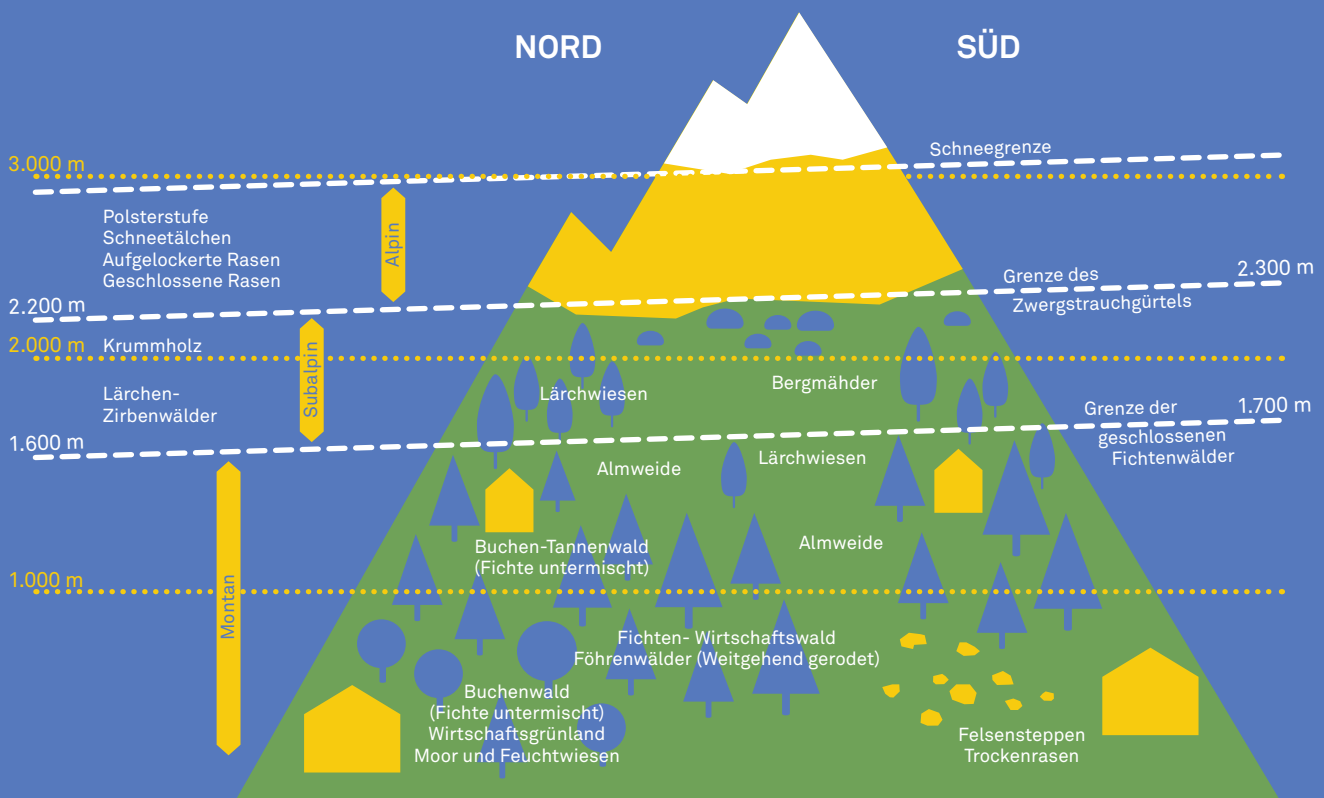 NORD
SÜD
Schneegrenze
3.000 m
Polsterstufe
Schneetälchen
Aufgelockerte Rasen
Geschlossene Rasen
Alpin
Grenze des
Zwergstrauchgürtels
2.300 m
2.200 m
2.000 m
Krummholz
Lärchen-
Zirbenwälder
Subalpin
Lärchwiesen
Bergmähder
Grenze der
geschlossenen
Fichtenwälder
1.700 m
1.600 m
Almweide
Lärchwiesen
Buchen-Tannenwald
(Fichte untermischt)
Almweide
1.000 m
Montan
Fichten- Wirtschaftswald
Föhrenwälder (Weitgehend gerodet)
Buchenwald
(Fichte untermischt)
Wirtschaftsgrünland
Moor und Feuchtwiesen
Felsensteppen
Trockenrasen